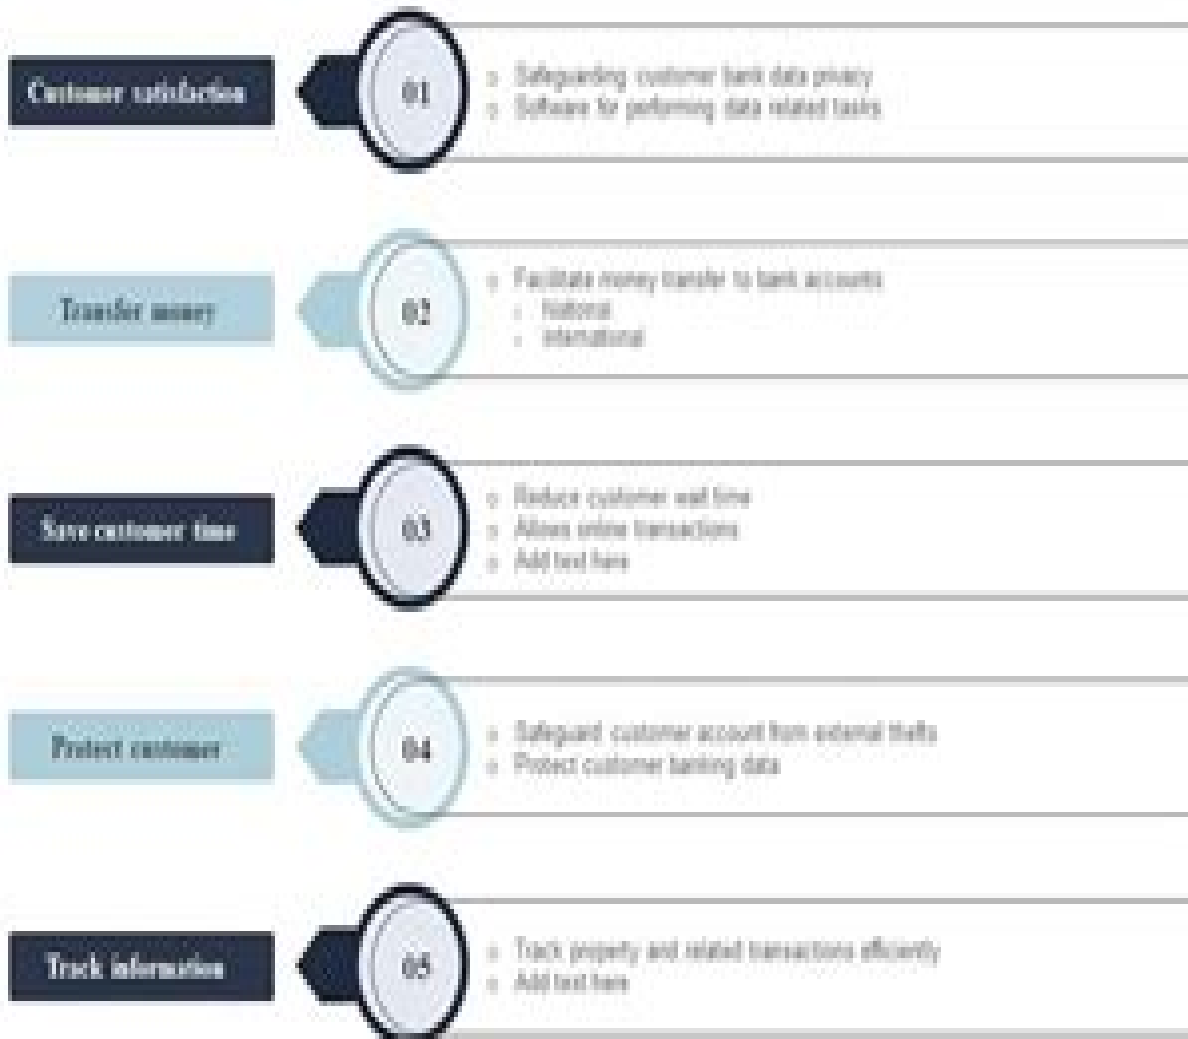 Customer satisfaction
01
Safeguarding customer bank data privacy
Software for performing data related tasks
Transfer money
02
Facilitate money transfer to bank accounts
National
International
Save customer time
03
Reduce customer wait time
Allows online transactions
Add text here
Protect customer
04
Safeguard customer account from external thefts
Protect customer banking data
Track information
05
Track property and related transactions efficiently
Add text here